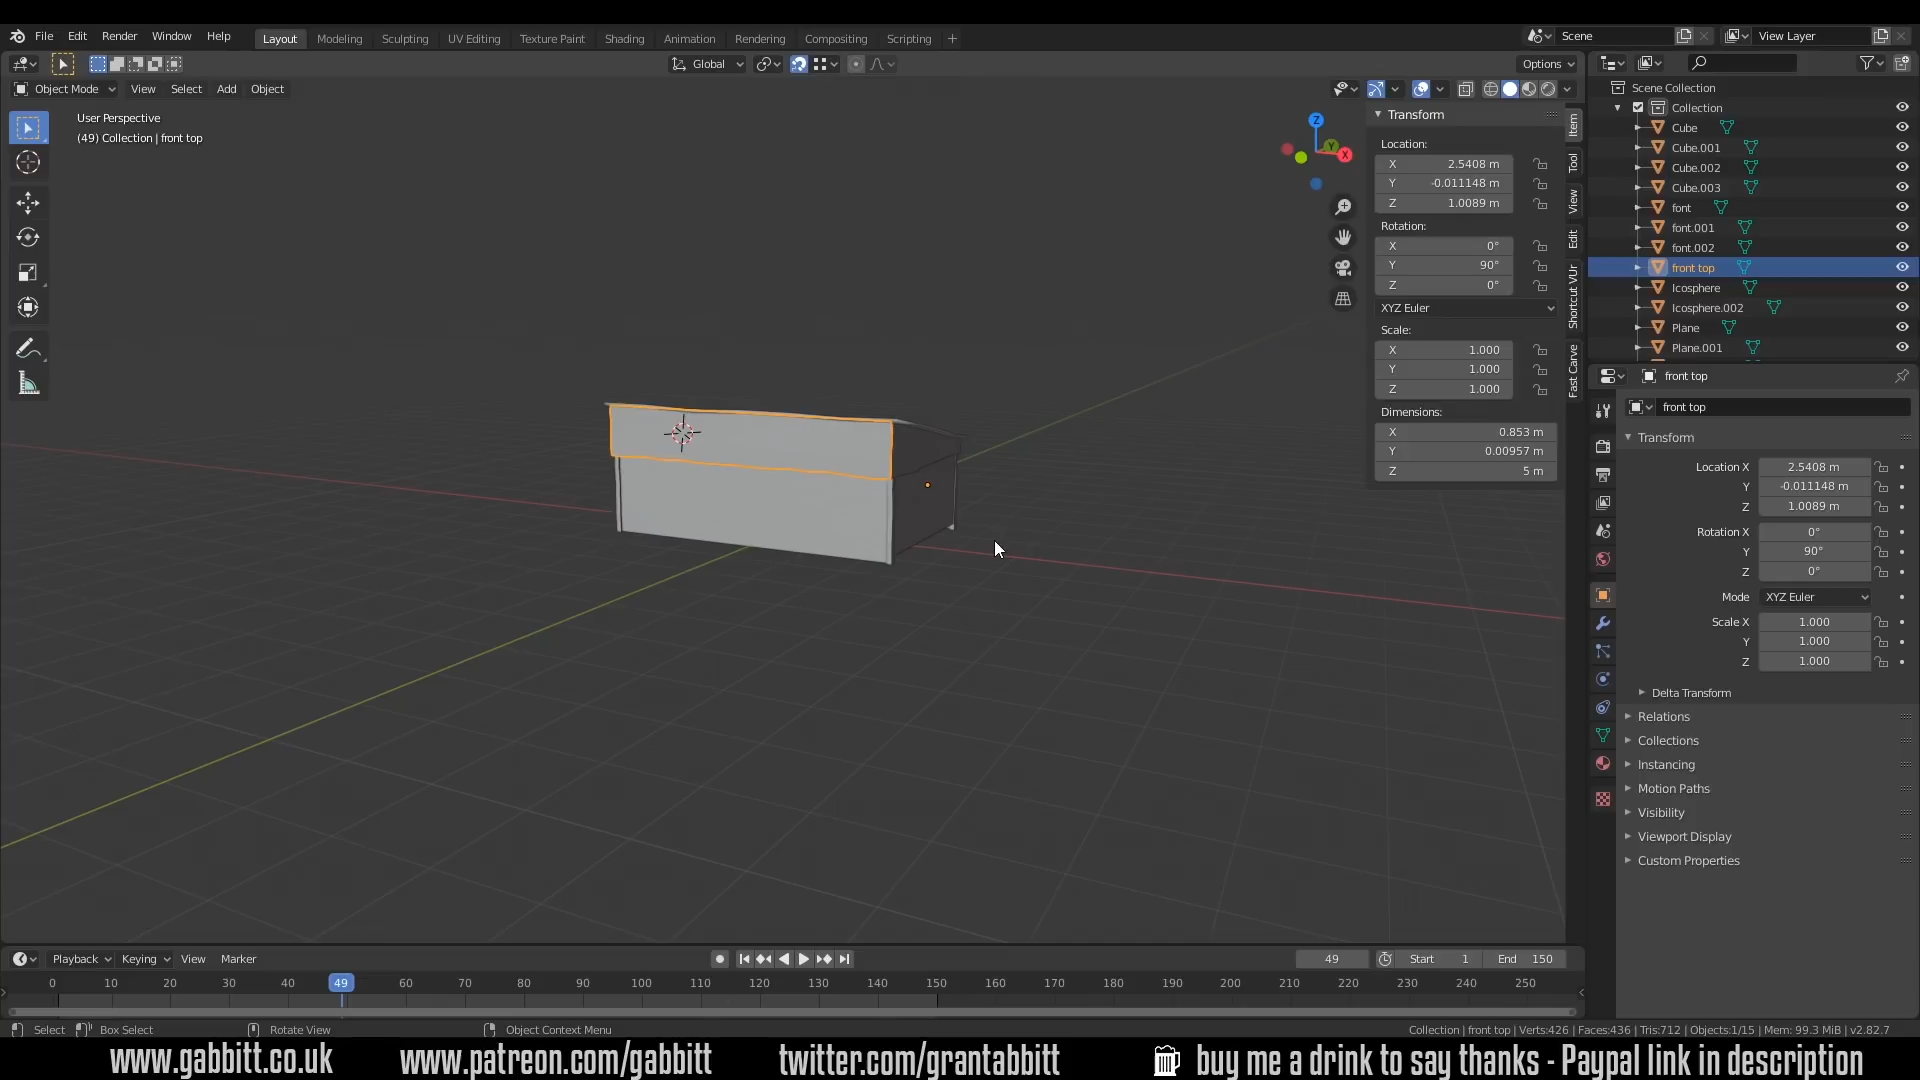 File Edit Render Window Help
Layout Modeling Sculpting UV Editing Texture Paint Shading Animation Rendering Compositing Scripting +
Scene
View Layer
Global
Options
Object Mode View Select Add Object
User Perspective
(49) Collection | front top
Z
Y
X
Transform
Location:
X 2.5408 m
Y -0.011148 m
Z 1.0089 m
Rotation:
X 0°
Y 90°
Z 0°
XYZ Euler
Scale:
X 1.000
Y 1.000
Z 1.000
Dimensions:
X 0.853 m
Y 0.00957 m
Z 5 m
Item
Tool
View
Edit
Shortcut VUr
Fast Carve
Scene Collection
Collection
Cube
Cube.001
Cube.002
Cube.003
font
font.001
font.002
front top
Icosphere
Icosphere.002
Plane
Plane.001
front top
front top
Transform
Location X 2.5408 m
Y -0.011148 m
Z 1.0089 m
Rotation X 0°
Y 90°
Z 0°
Mode XYZ Euler
Scale X 1.000
Y 1.000
Z 1.000
Delta Transform
Relations
Collections
Instancing
Motion Paths
Visibility
Viewport Display
Custom Properties
Playback Keying View Marker
49 Start 1 End 150
0 10 20 30 40 49 60 70 80 90 100 110 120 130 140 150 160 170 180 190 200 210 220 230 240 250
Select Box Select Rotate View Object Context Menu
Collection | front top | Verts:426 | Faces:436 | Tris:712 | Objects:1/15 | Mem: 99.3 MiB | v2.82.7
www.gabbitt.co.uk www.patreon.com/gabbitt twitter.com/grantabbitt buy me a drink to say thanks - Paypal link in description